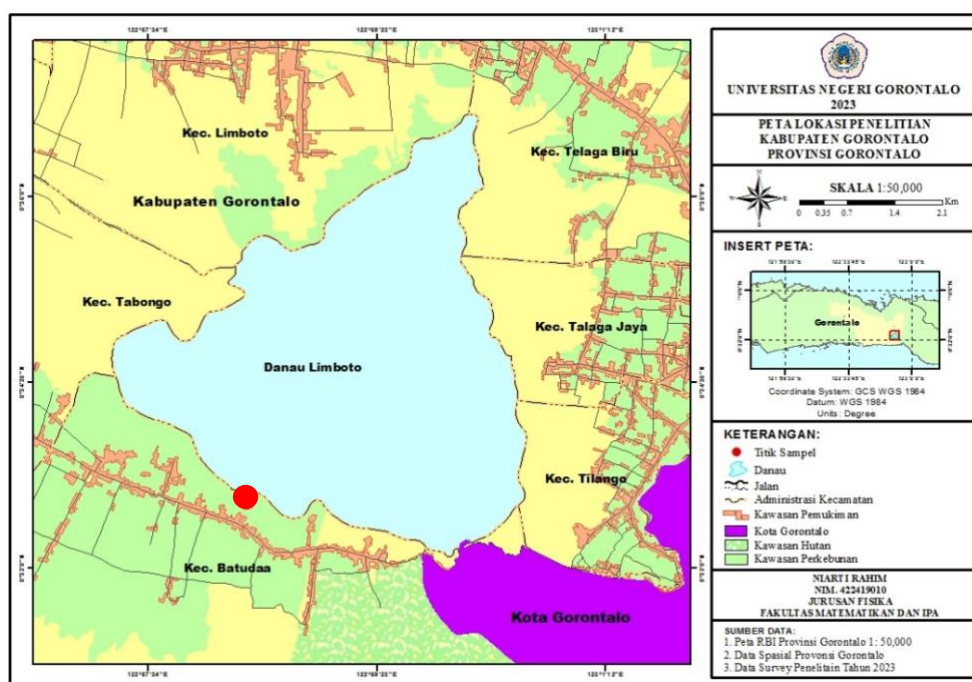 Kec. Limboto
Kec. Telaga Biru
Kabupaten Gorontalo
Kec. Tabongo
Kec. Talaga Jaya
Danau Limboto
Kec. Tilango
Kec. Batudaa
Kota Gorontalo
UNIVERSITAS NEGERI GORONTALO
2023
PETA LOKASI PENELITIAN
KABUPATEN GORONTALO
PROVINSI GORONTALO
SKALA 1:50,000
Km
0 0.35 0.7 1.4 2.1
INSERT PETA:
Gorontalo
Coordinate System: GCS WGS 1984
Datum: WGS 1984
Units: Degree
KETERANGAN:
Titik Sampel
Danau
Jalan
Administrasi Kecamatan
Kawasan Pemukiman
Kota Gorontalo
Kawasan Hutan
Kawasan Perkebunan
NIARTI RAHIM
NIM. 422419010
JURUSAN FISIKA
FAKULTAS MATEMATIKAN DAN IPA
SUMBER DATA:
1. Peta RBI Provinsi Gorontalo 1: 50,000
2. Data Spasial Provonsi Gorontalo
3. Data Survey Penelitain Tahun 2023